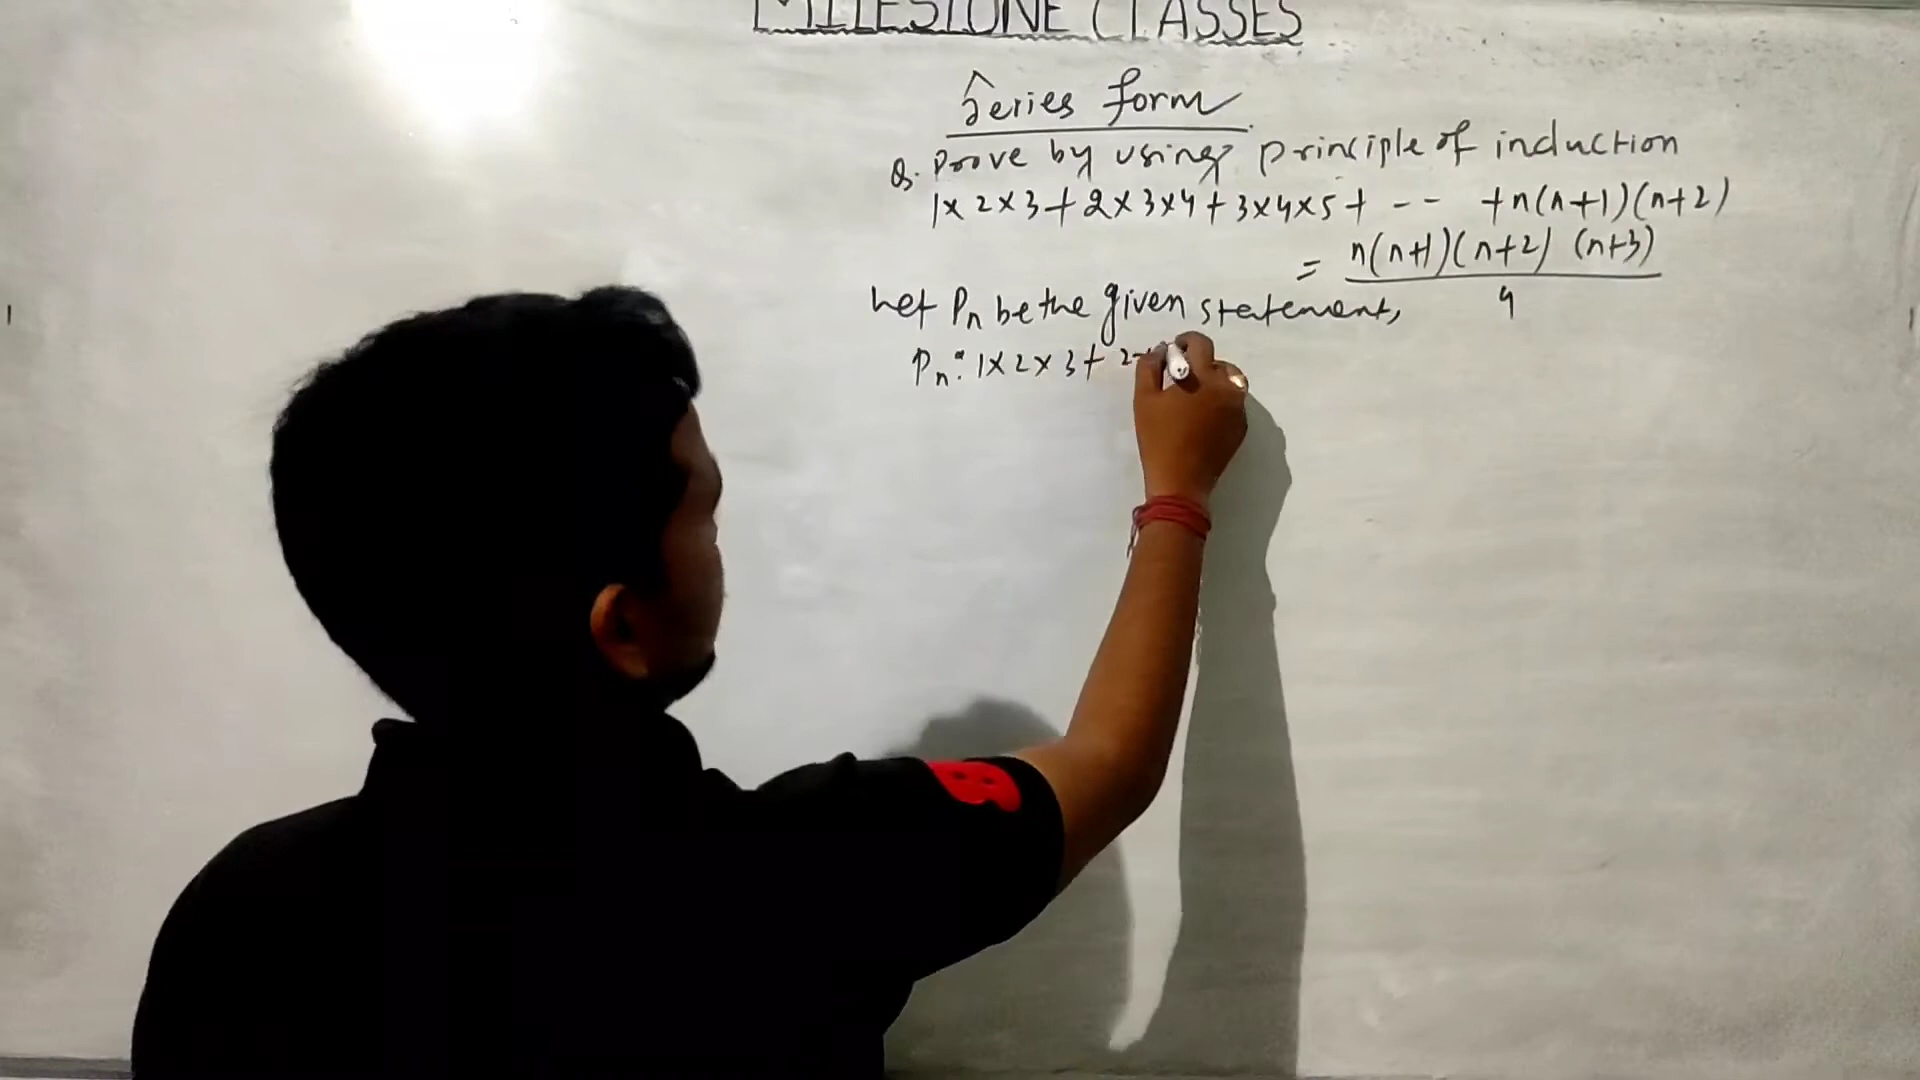 MILESTONE CLASSES
Series form
Q. Prove by using principle of induction
1×2×3+2×3×4+3×4×5+ -- +n(n+1)(n+2)
= n(n+1)(n+2)(n+3)/4
Let Pn be the given statement,
Pn: 1×2×3+ 2